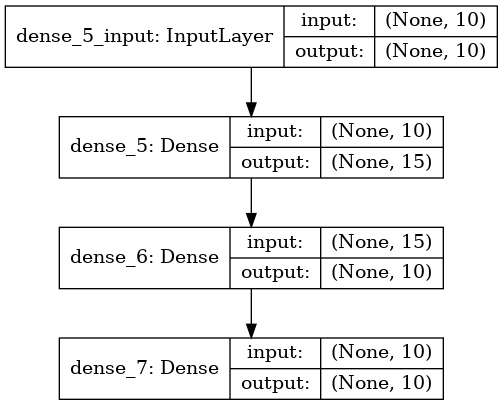 dense_5_input: InputLayer
input: (None, 10)
output: (None, 10)
dense_5: Dense
input: (None, 10)
output: (None, 15)
dense_6: Dense
input: (None, 15)
output: (None, 10)
dense_7: Dense
input: (None, 10)
output: (None, 10)